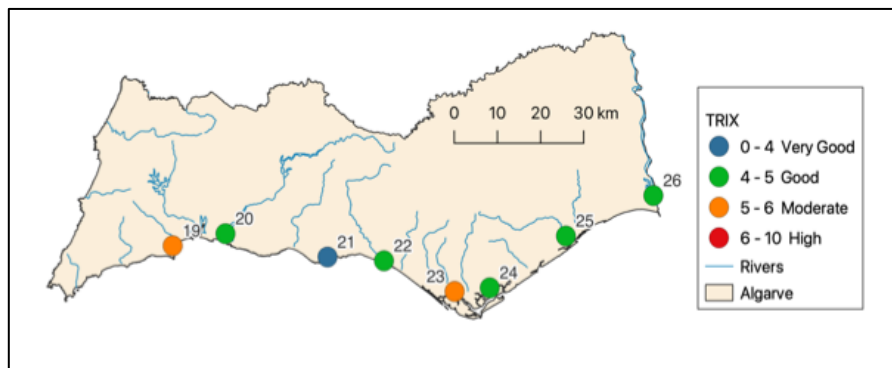 0 10 20 30 km
26
19
20
21
22
25
23
24
TRIX
0 - 4 Very Good
4 - 5 Good
5 - 6 Moderate
6 - 10 High
Rivers
Algarve